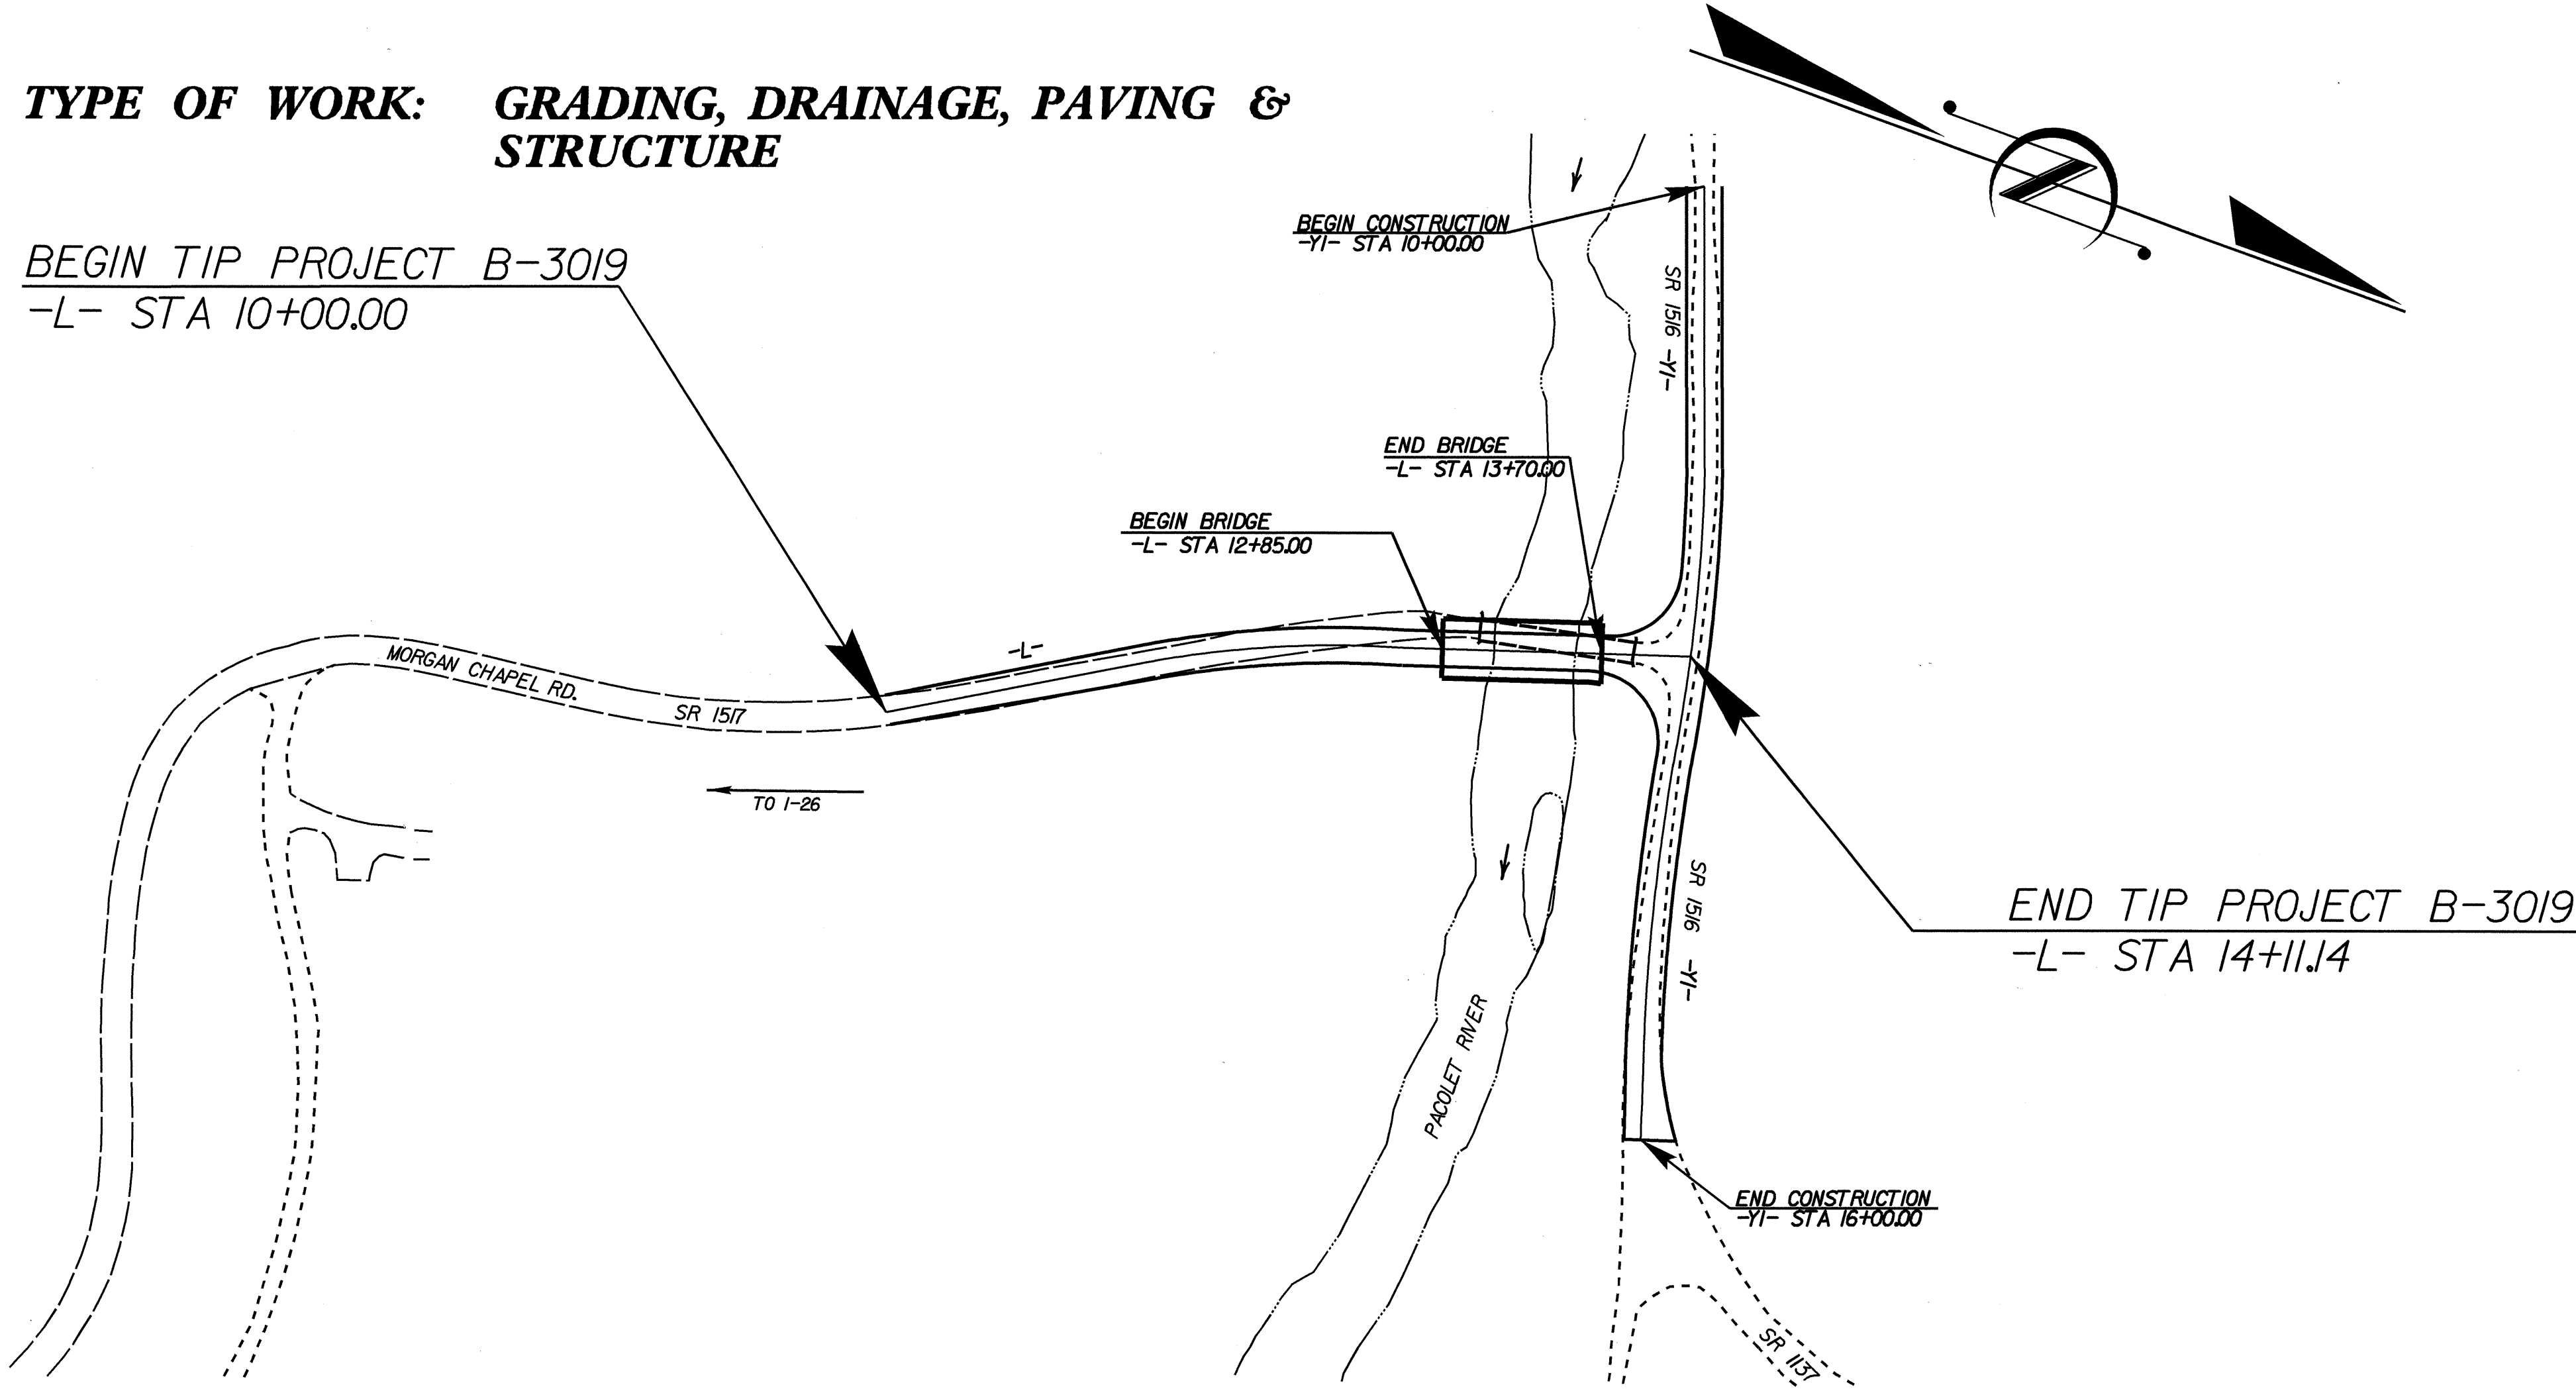 TYPE OF WORK: GRADING, DRAINAGE, PAVING &
STRUCTURE
BEGIN TIP PROJECT B-3019
-L- STA 10+00.00
BEGIN CONSTRUCTION
-Y1- STA 10+00.00
SR 1516 -Y1-
END BRIDGE
-L- STA 13+70.00
BEGIN BRIDGE
-L- STA 12+85.00
-L-
MORGAN CHAPEL RD.
SR 1517
TO I-26
SR 1516 -Y1-
END TIP PROJECT B-3019
-L- STA 14+11.14
PACOLET RIVER
END CONSTRUCTION
-Y1- STA 16+00.00
SR 1137